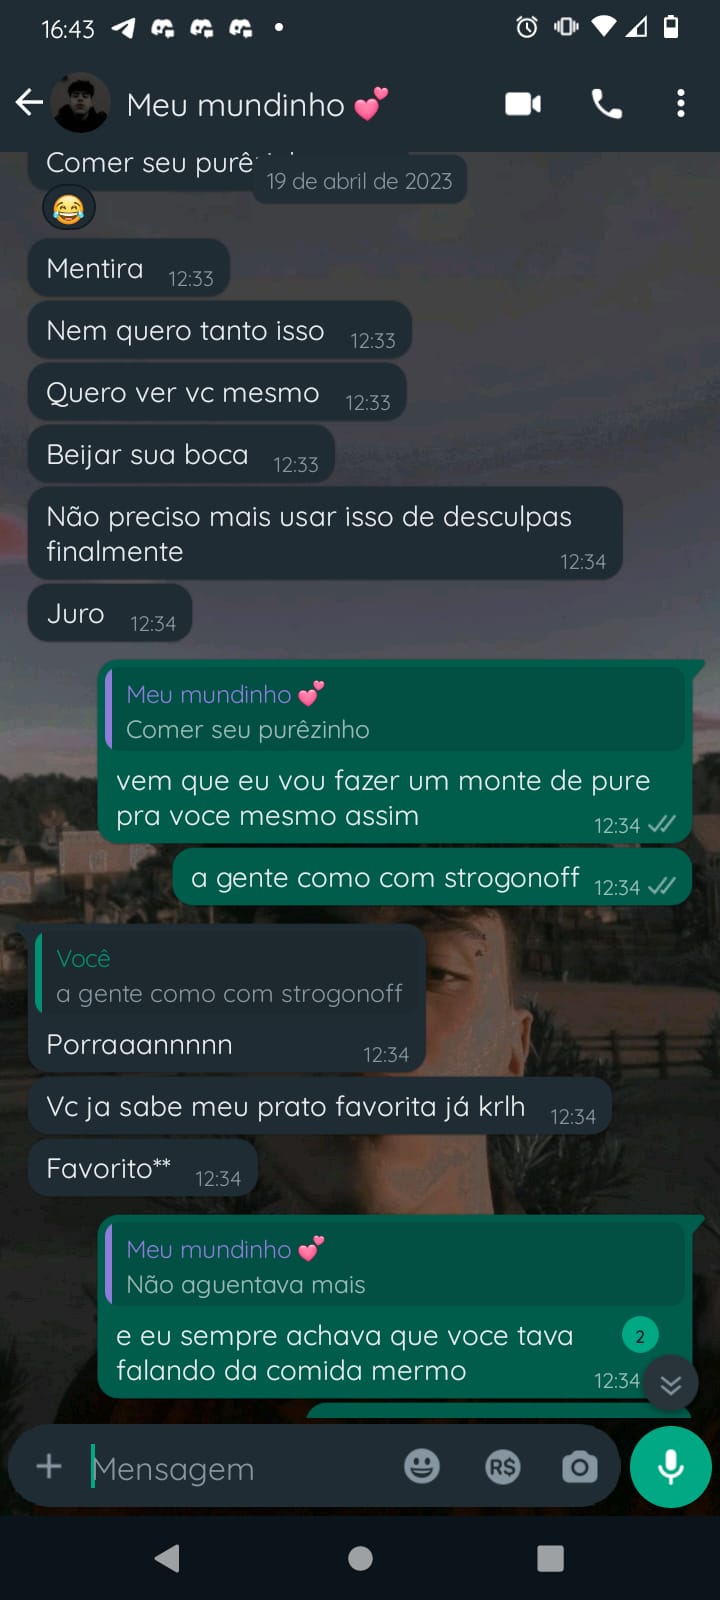 16:43
Meu mundinho 💕
Comer seu purê
19 de abril de 2023
Mentira 12:33
Nem quero tanto isso 12:33
Quero ver vc mesmo 12:33
Beijar sua boca 12:33
Não preciso mais usar isso de desculpas
finalmente 12:34
Juro 12:34
Meu mundinho 💕
Comer seu purêzinho
vem que eu vou fazer um monte de pure
pra voce mesmo assim 12:34
a gente como com strogonoff 12:34
Você
a gente como com strogonoff
Porraaannnnn 12:34
Vc ja sabe meu prato favorita já krlh 12:34
Favorito** 12:34
Meu mundinho 💕
Não aguentava mais
e eu sempre achava que voce tava
falando da comida mermo 12:34
2
Mensagem
R$